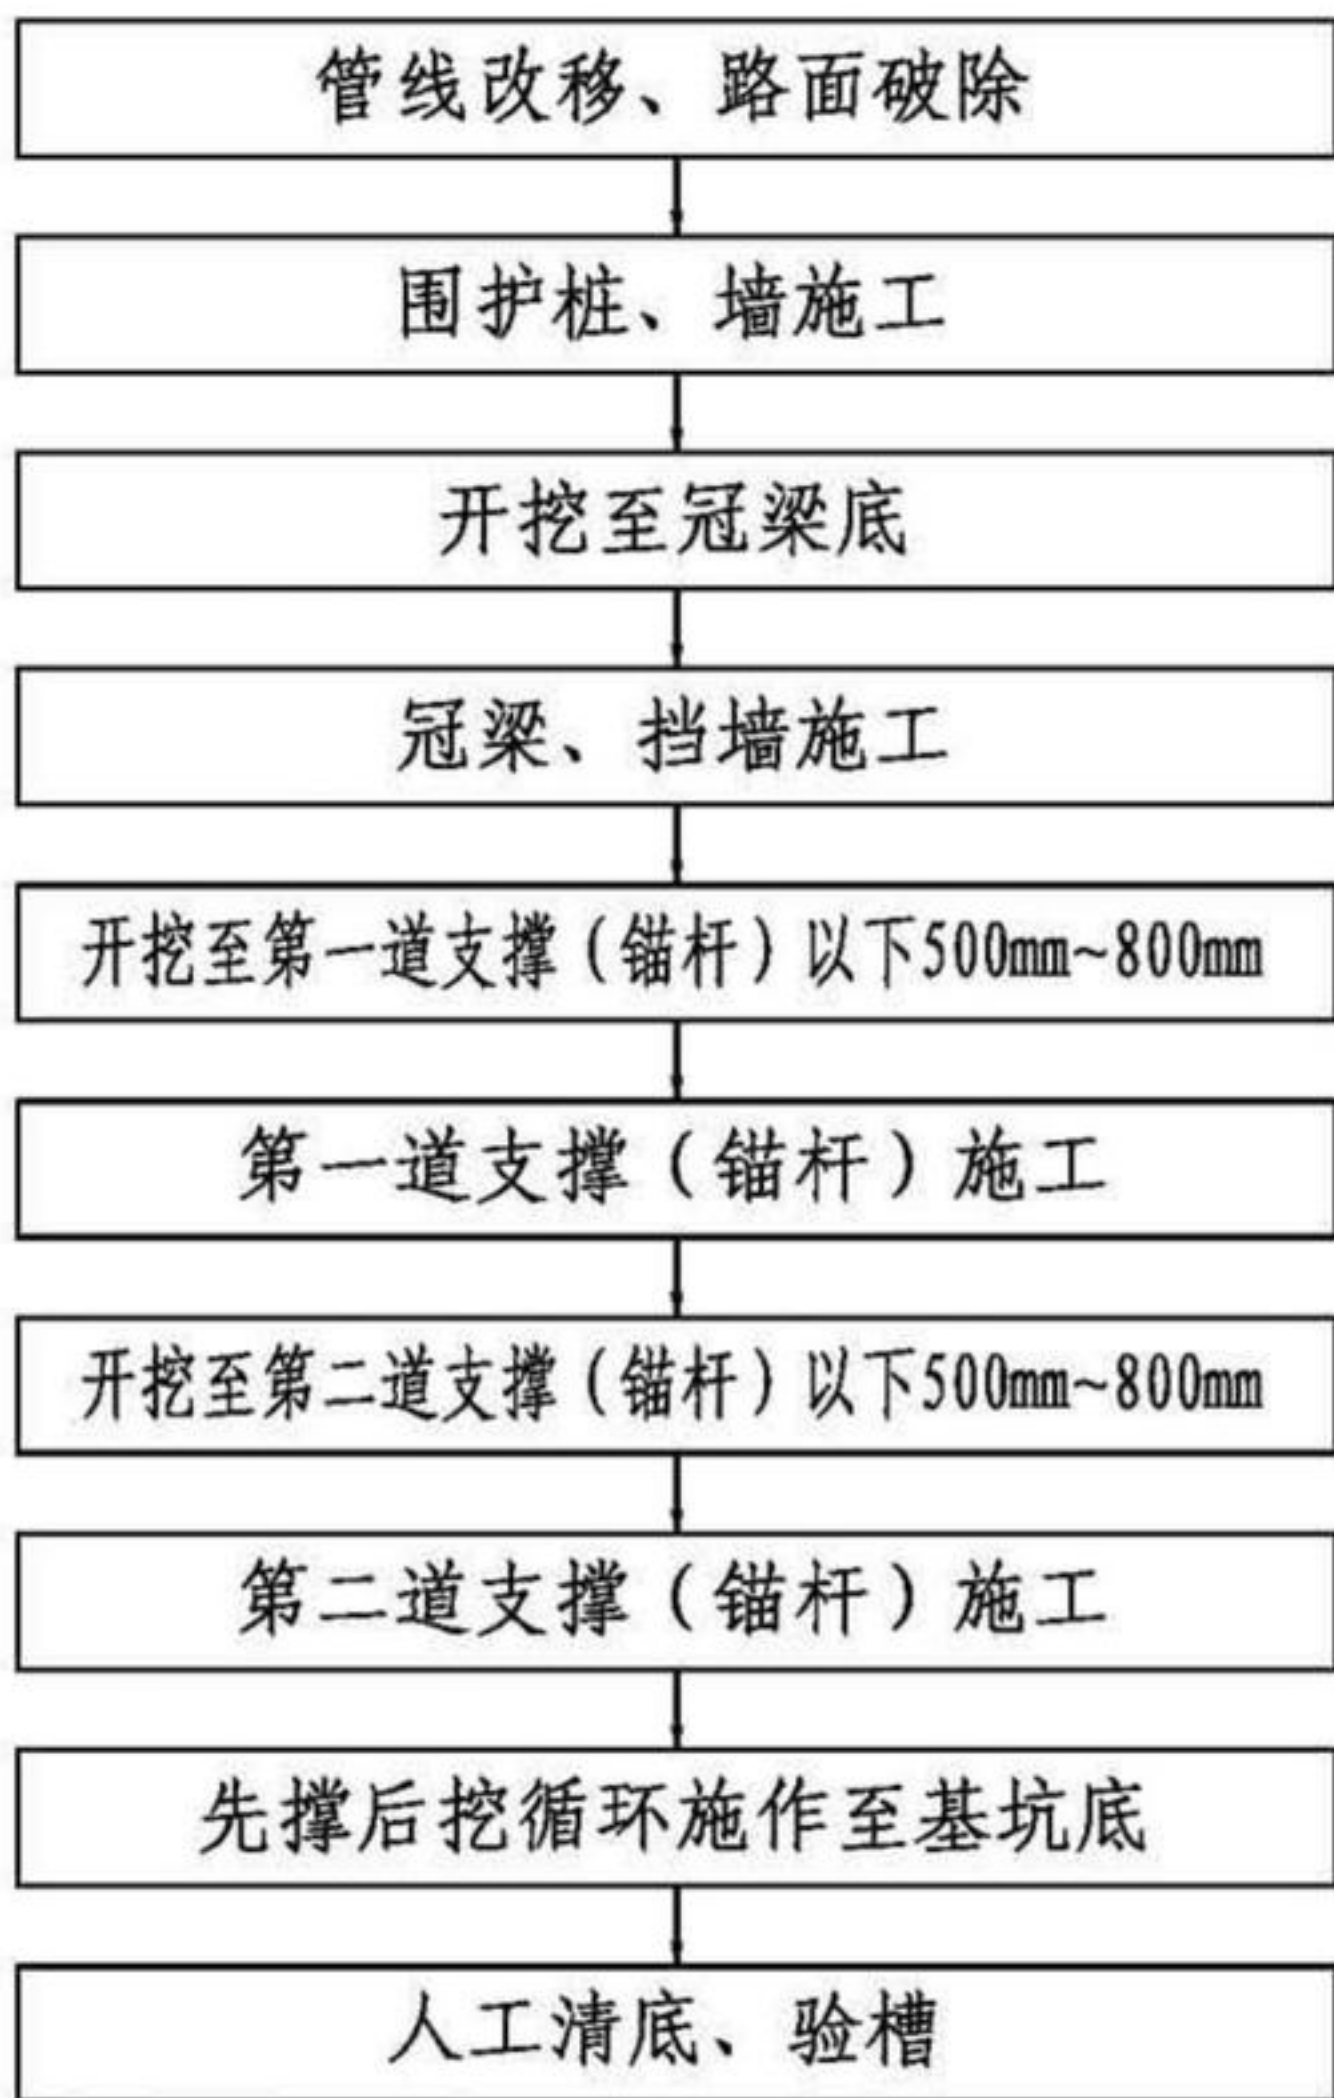 管线改移、路面破除
围护桩、墙施工
开挖至冠梁底
冠梁、挡墙施工
开挖至第一道支撑（锚杆）以下500mm~800mm
第一道支撑（锚杆）施工
开挖至第二道支撑（锚杆）以下500mm~800mm
第二道支撑（锚杆）施工
先撑后挖循环施作至基坑底
人工清底、验槽